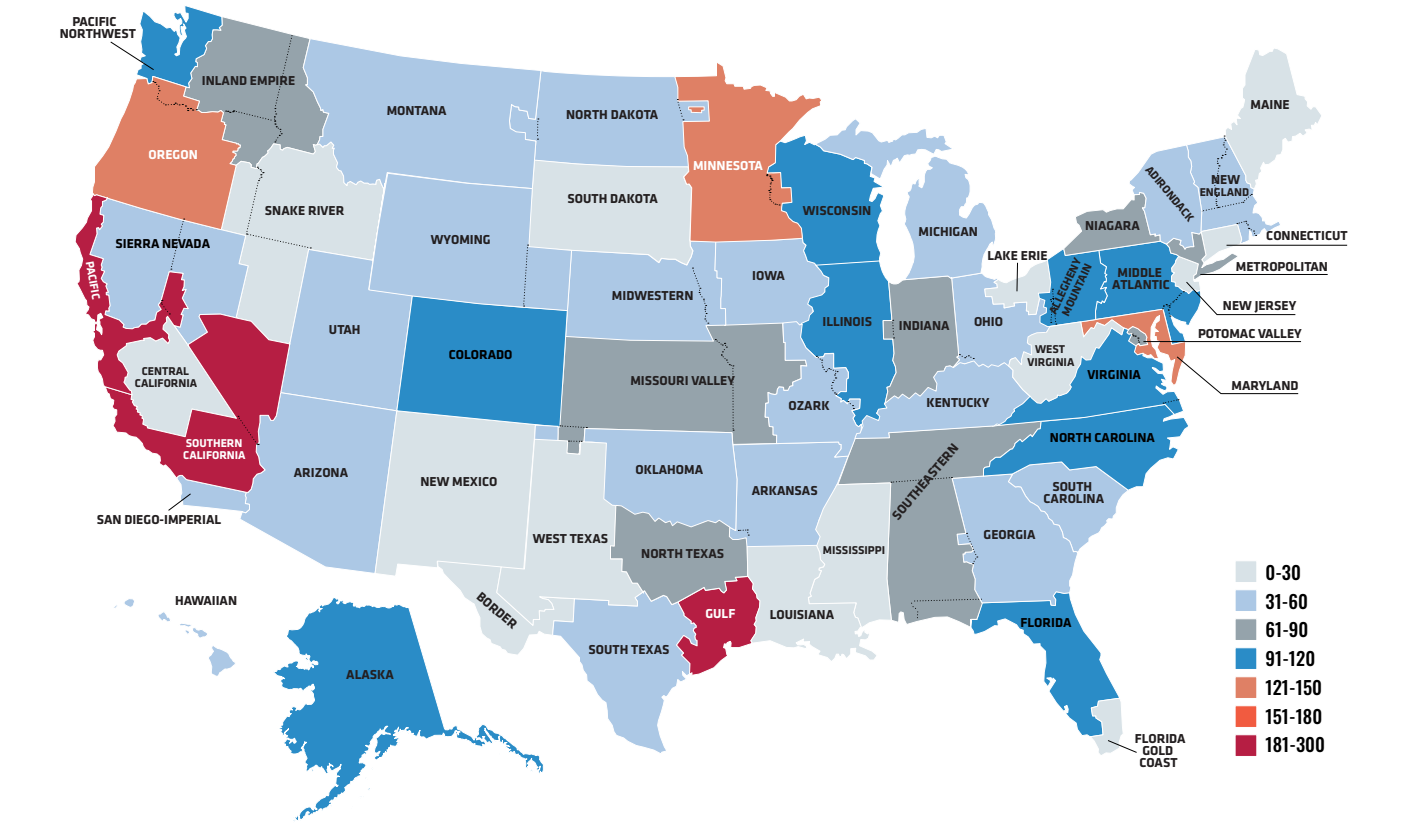 PACIFIC
NORTHWEST
INLAND EMPIRE
MONTANA
NORTH DAKOTA
MINNESOTA
MAINE
OREGON
SNAKE RIVER
SOUTH DAKOTA
WISCONSIN
MICHIGAN
ADIRONDACK
NEW
ENGLAND
NIAGARA
CONNECTICUT
METROPOLITAN
NEW JERSEY
POTOMAC VALLEY
MARYLAND
PACIFIC
SIERRA NEVADA
WYOMING
IOWA
LAKE ERIE
ALLEGHENY
MOUNTAIN
MIDDLE
ATLANTIC
MIDWESTERN
UTAH
COLORADO
ILLINOIS
INDIANA
OHIO
WEST
VIRGINIA
VIRGINIA
CENTRAL
CALIFORNIA
MISSOURI VALLEY
OZARK
KENTUCKY
SOUTHERN
CALIFORNIA
NORTH CAROLINA
ARIZONA
NEW MEXICO
OKLAHOMA
ARKANSAS
SOUTHEASTERN
SOUTH
CAROLINA
SAN DIEGO-IMPERIAL
WEST TEXAS
NORTH TEXAS
MISSISSIPPI
GEORGIA
HAWAIIAN
BORDER
GULF
LOUISIANA
FLORIDA
SOUTH TEXAS
ALASKA
FLORIDA
GOLD
COAST
0-30
31-60
61-90
91-120
121-150
151-180
181-300